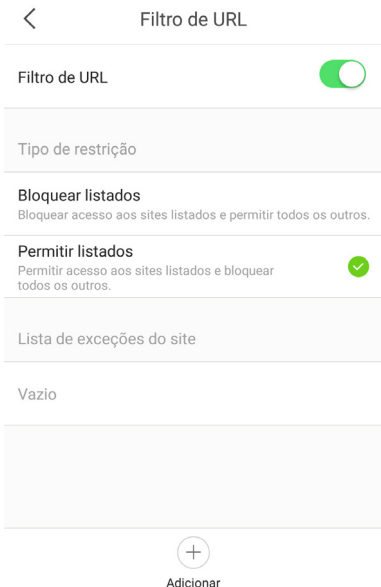 Filtro de URL
Filtro de URL
Tipo de restrição
Bloquear listados
Bloquear acesso aos sites listados e permitir todos os outros.
Permitir listados
Permitir acesso aos sites listados e bloquear
todos os outros.
Lista de exceções do site
Vazio
Adicionar